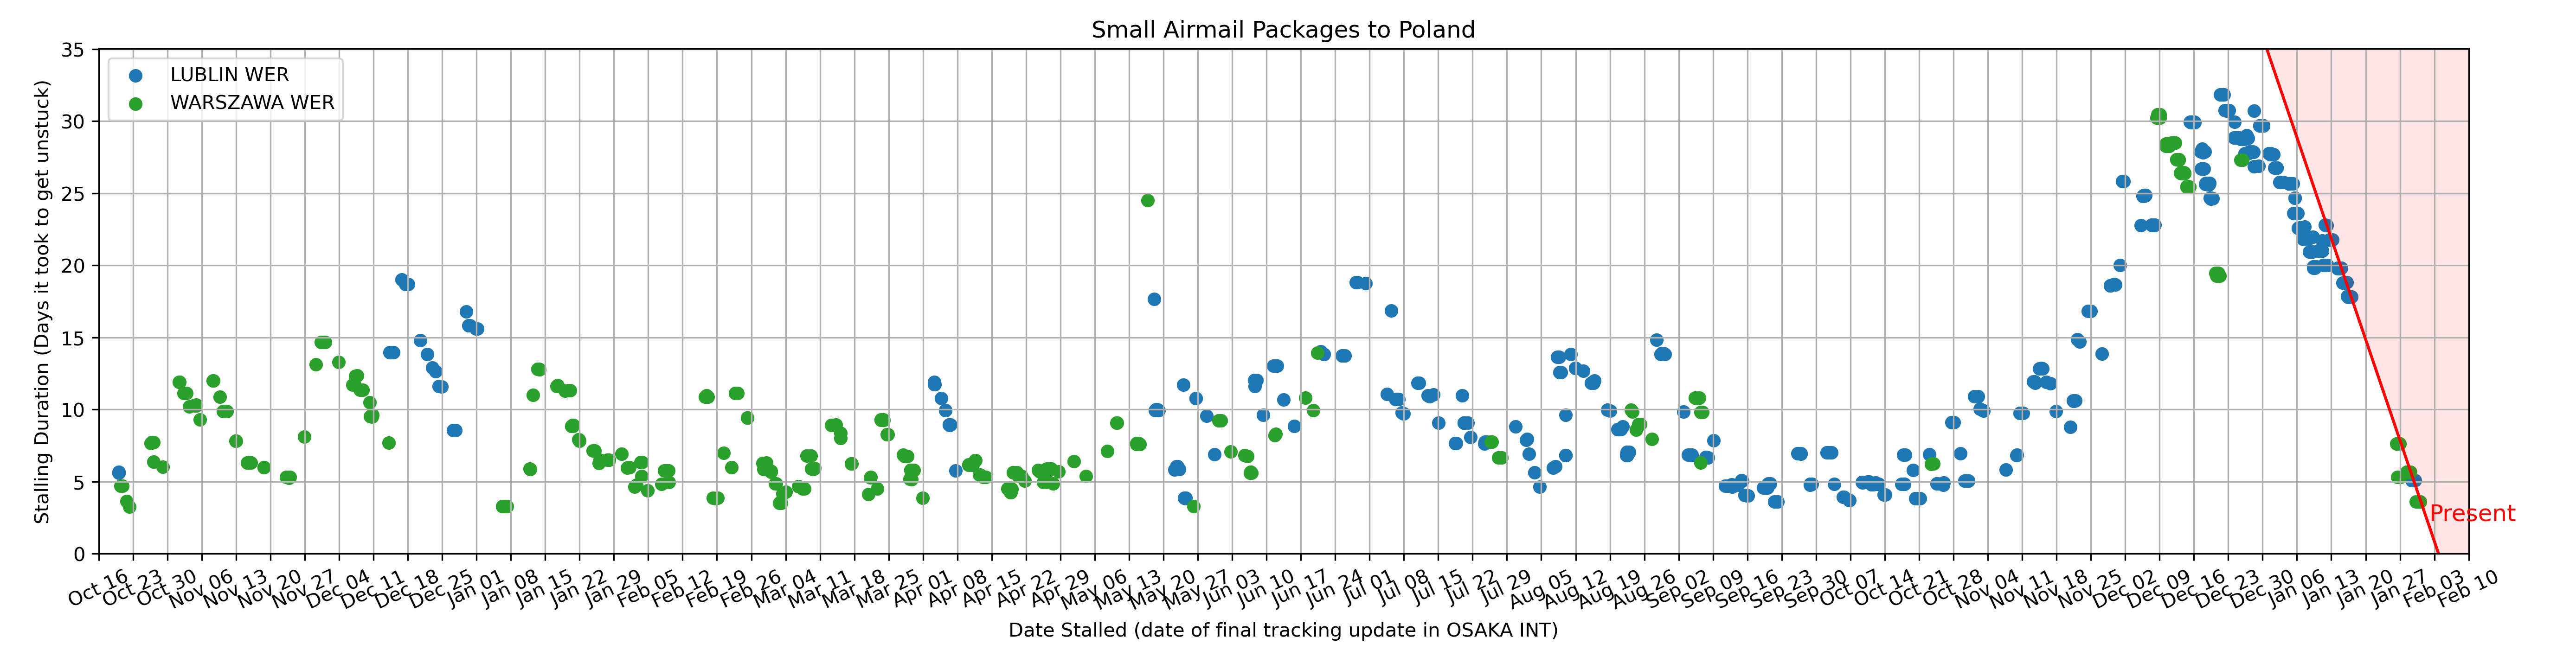 Small Airmail Packages to Poland
LUBLIN WER
WARSZAWA WER
Stalling Duration (Days it took to get unstuck)
35
30
25
20
15
10
5
0
Present
Oct 16 Oct 23 Oct 30 Nov 06 Nov 13 Nov 20 Nov 27 Dec 04 Dec 11 Dec 18 Dec 25 Jan 01 Jan 08 Jan 15 Jan 22 Jan 29 Feb 05 Feb 12 Feb 19 Feb 26 Mar 04 Mar 11 Mar 18 Mar 25 Apr 01 Apr 08 Apr 15 Apr 22 Apr 29 May 06 May 13 May 20 May 27 Jun 03 Jun 10 Jun 17 Jun 24 Jul 01 Jul 08 Jul 15 Jul 22 Jul 29 Aug 05 Aug 12 Aug 19 Aug 26 Sep 02 Sep 09 Sep 16 Sep 23 Sep 30 Oct 07 Oct 14 Oct 21 Oct 28 Nov 04 Nov 11 Nov 18 Nov 25 Dec 02 Dec 09 Dec 16 Dec 23 Dec 30 Jan 06 Jan 13 Jan 20 Jan 27 Feb 03 Feb 10
Date Stalled (date of final tracking update in OSAKA INT)